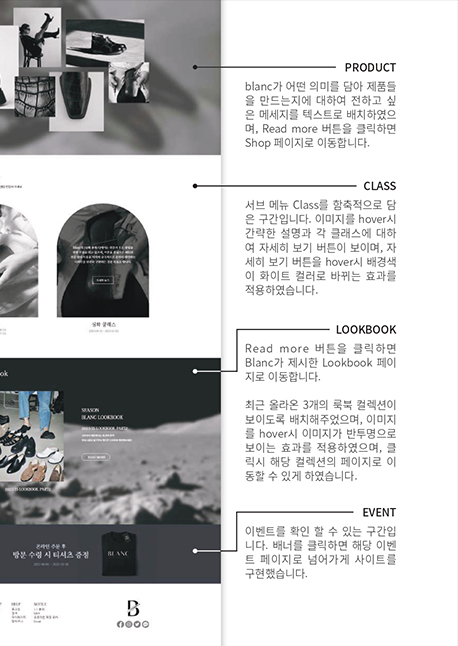 PRODUCT
blanc가 어떤 의미를 담아 제품들
을 만드는지에 대하여 전하고 싶
은 메세지를 텍스트로 배치하였으
며, Read more 버튼을 클릭하면
Shop 페이지로 이동합니다.
CLASS
서브 메뉴 Class를 함축적으로 담
은 구간입니다. 이미지를 hover시
간략한 설명과 각 클래스에 대하
여 자세히 보기 버튼이 보이며, 자
세히 보기 버튼을 hover시 배경색
이 화이트 컬러로 바뀌는 효과를
적용하였습니다.
심화 클래스
LOOKBOOK
Read more 버튼을 클릭하면
Blanc가 제시한 Lookbook 페이
지로 이동합니다.
최근 올라온 3개의 룩북 컬렉션이
보이도록 배치해주었으며, 이미지
를 hover시 이미지가 반투명으로
보이는 효과를 적용하였으며, 클
릭시 해당 컬렉션의 페이지로 이
동할 수 있게 하였습니다.
ook
SEASON
BLANC LOOKBOOK
READ MORE
EVENT
이벤트를 확인 할 수 있는 구간입
니다. 배너를 클릭하면 해당 이벤
트 페이지로 넘어가게 사이트를
구현했습니다.
온라인 주문 후
방문 수령 시 티셔츠 증정
BLANC
HELP
B